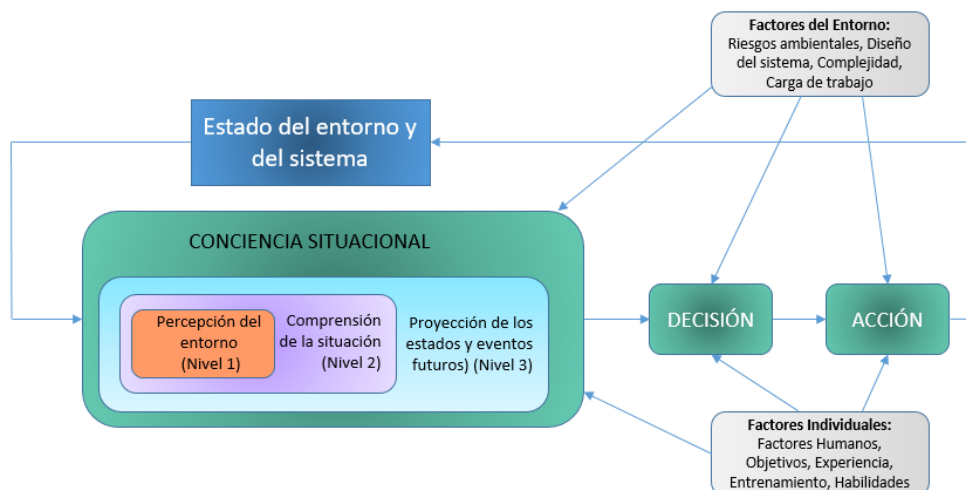 Factores del Entorno:
Riesgos ambientales, Diseño
del sistema, Complejidad,
Carga de trabajo
Estado del entorno y
del sistema
CONCIENCIA SITUACIONAL
Percepción del
entorno
(Nivel 1)
Comprensión
de la situación
(Nivel 2)
Proyección de los
estados y eventos
futuros) (Nivel 3)
DECISIÓN
ACCIÓN
Factores Individuales:
Factores Humanos,
Objetivos, Experiencia,
Entrenamiento, Habilidades